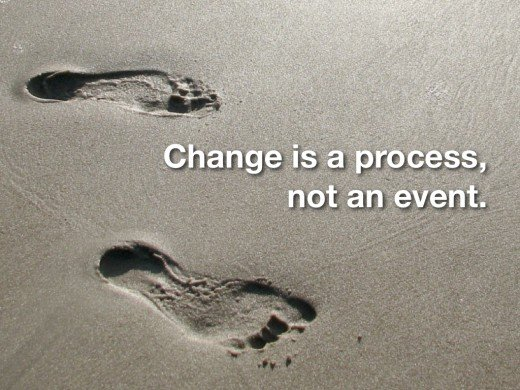 Change is a process,
not an event.